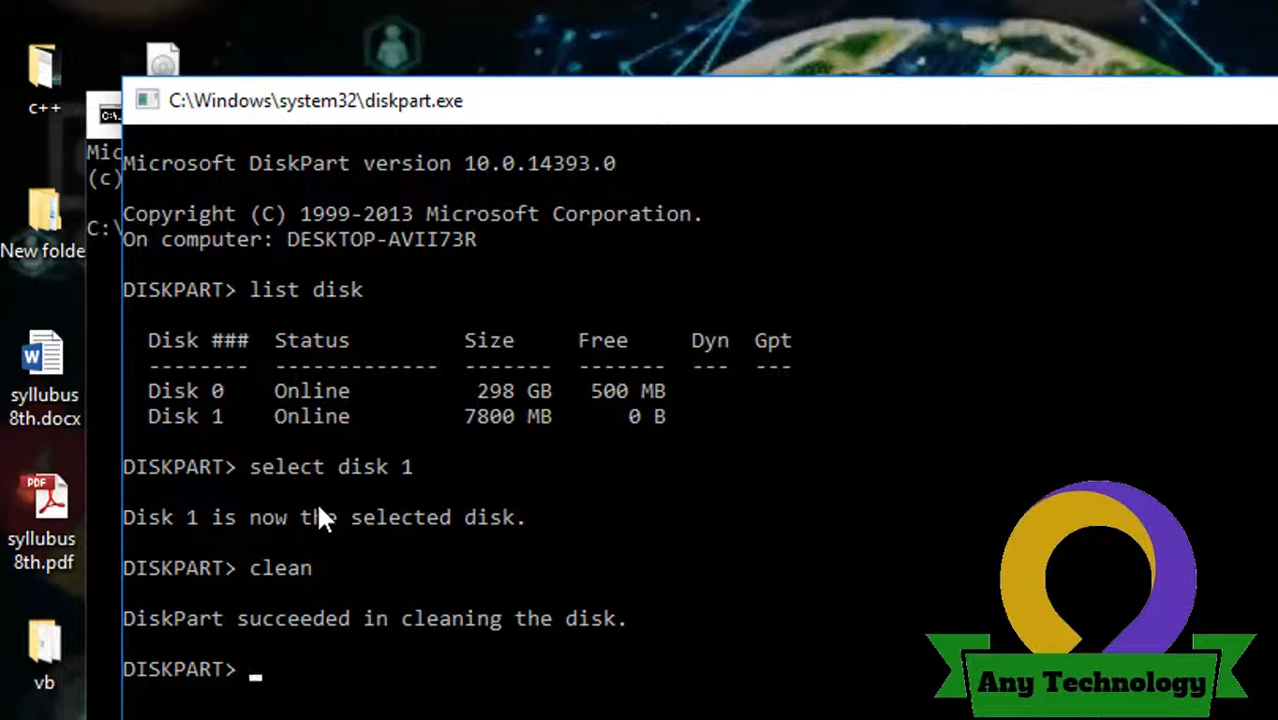 c++
New folde
syllubus
8th.docx
PDF
syllubus
8th.pdf
vb
Mic
(c)
C:\
C:\Windows\system32\diskpart.exe
Microsoft DiskPart version 10.0.14393.0
Copyright (C) 1999-2013 Microsoft Corporation.
On computer: DESKTOP-AVII73R
DISKPART> list disk
Disk ###  Status         Size     Free     Dyn  Gpt
--------  -------------  -------  -------  ---  ---
Disk 0    Online          298 GB   500 MB
Disk 1    Online         7800 MB      0 B
DISKPART> select disk 1
Disk 1 is now the selected disk.
DISKPART> clean
DiskPart succeeded in cleaning the disk.
DISKPART>
Any Technology